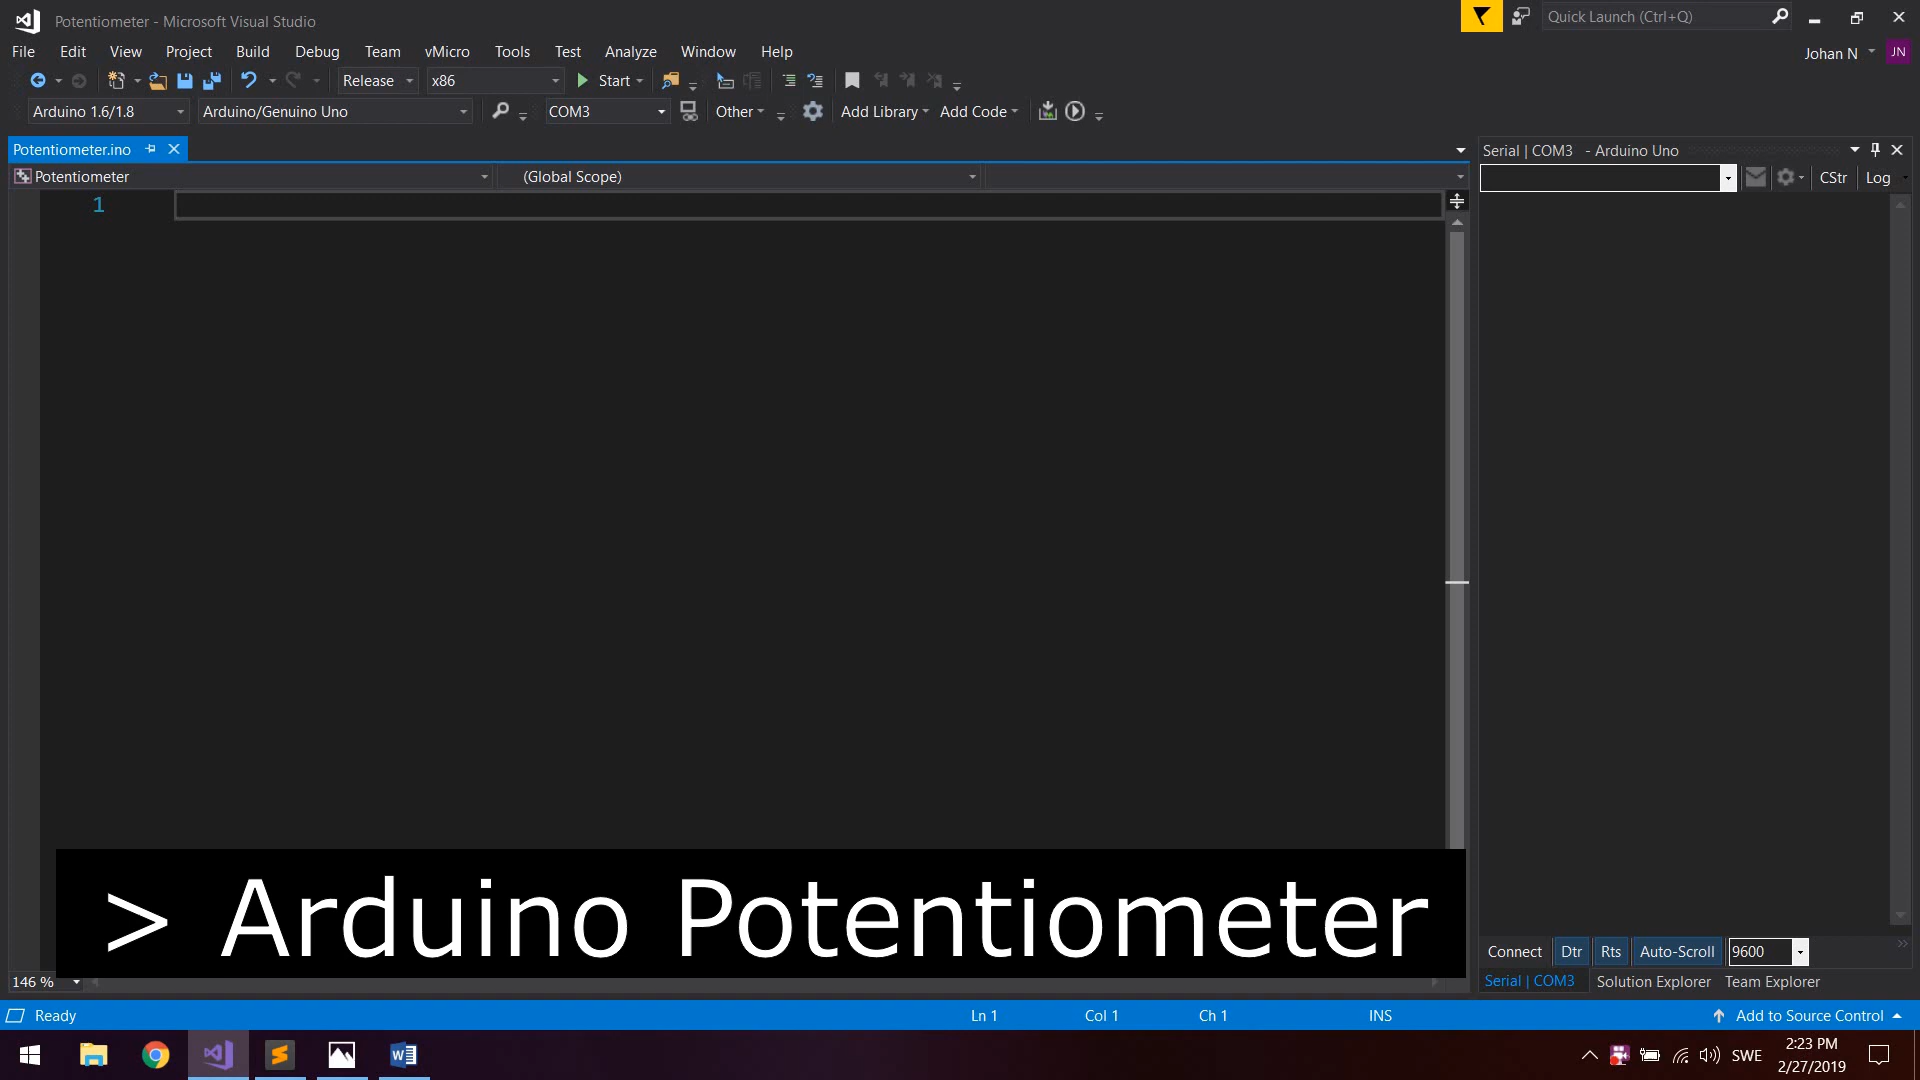 Potentiometer - Microsoft Visual Studio
Quick Launch (Ctrl+Q)
File Edit View Project Build Debug Team vMicro Tools Test Analyze Window Help
Johan N JN
Release x86 Start
Arduino 1.6/1.8 Arduino/Genuino Uno COM3 Other Add Library Add Code
Potentiometer.ino
Serial | COM3 - Arduino Uno
Potentiometer (Global Scope)
CStr Log
1
> Arduino Potentiometer
Connect Dtr Rts Auto-Scroll 9600
146 %
Serial | COM3 Solution Explorer Team Explorer
Ready Ln 1 Col 1 Ch 1 INS Add to Source Control
SWE
2:23 PM
2/27/2019